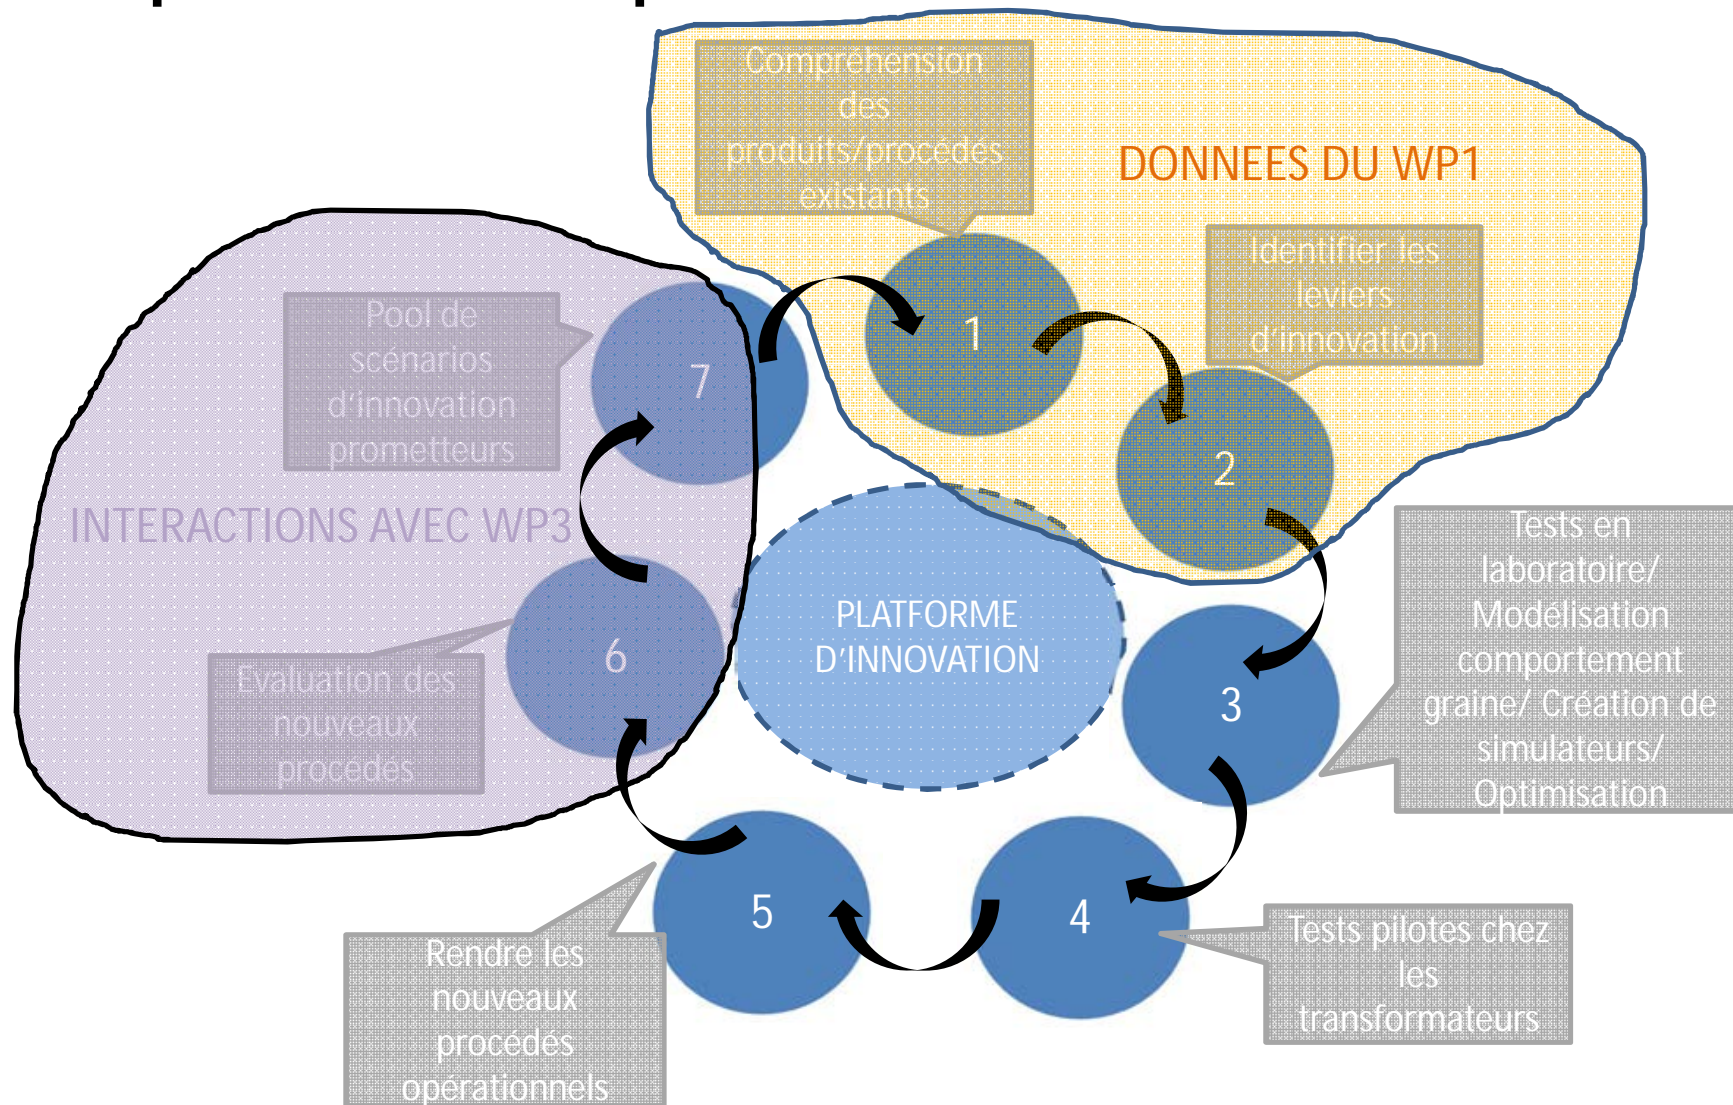 Compréhension
des
produits/procédés
existants
DONNEES DU WP1
Identifier les
leviers
d’innovation
Pool de
scénarios
d’innovation
prometteurs
1
7
2
INTERACTIONS AVEC WP3
Tests en
laboratoire/
Modélisation
comportement
graine/ Création de
simulateurs/
Optimisation
PLATFORME
D’INNOVATION
6
Evaluation des
nouveaux
procédés
3
5
4
Rendre les
nouveaux
procédés
opérationnels
Tests pilotes chez
les
transformateurs